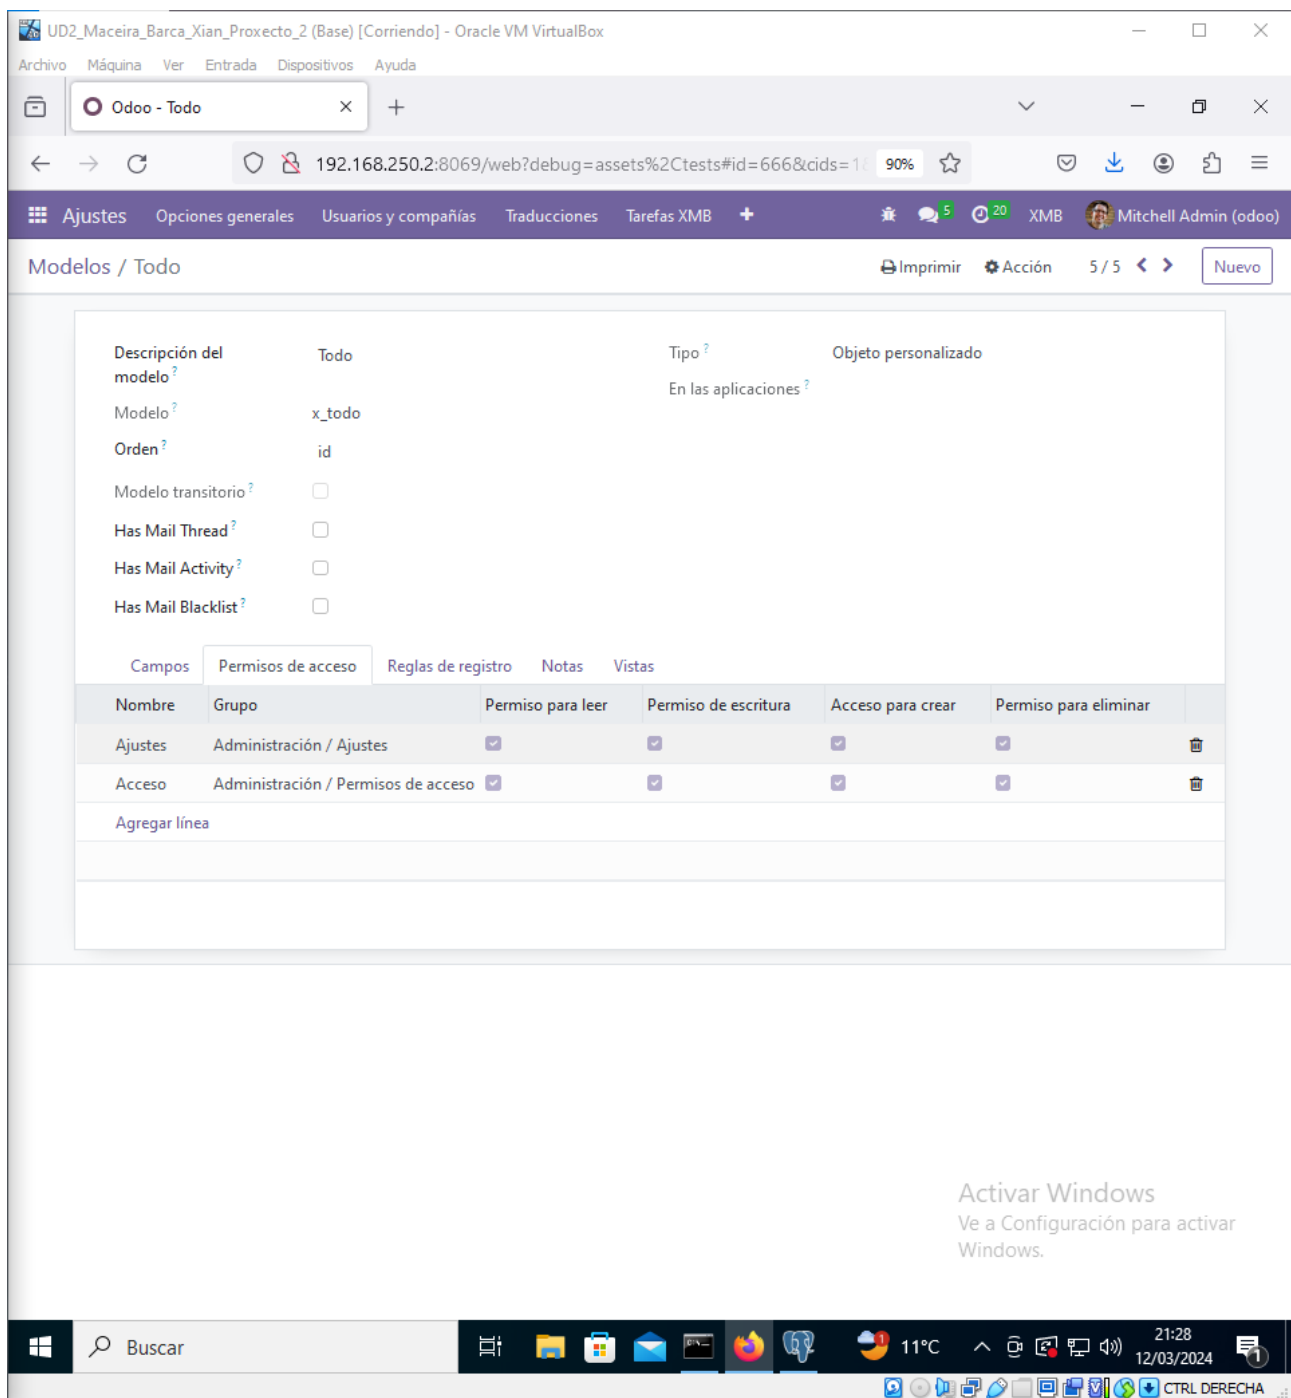 UD2_Maceira_Barca_Xian_Proxecto_2 (Base) [Corriendo] - Oracle VM VirtualBox
Archivo Máquina Ver Entrada Dispositivos Ayuda
Odoo - Todo
192.168.250.2:8069/web?debug=assets%2Ctests#id=666&cids=1 90%
Ajustes Opciones generales Usuarios y compañías Traducciones Tarefas XMB + 5 20 XMB Mitchell Admin (odoo)
Modelos / Todo Imprimir Acción 5 / 5 Nuevo
Descripción del modelo ? Todo Tipo ? Objeto personalizado
En las aplicaciones ?
Modelo ? x_todo
Orden ? id
Modelo transitorio ?
Has Mail Thread ?
Has Mail Activity ?
Has Mail Blacklist ?
Campos Permisos de acceso Reglas de registro Notas Vistas
Nombre Grupo Permiso para leer Permiso de escritura Acceso para crear Permiso para eliminar
Ajustes Administración / Ajustes
Acceso Administración / Permisos de acceso
Agregar línea
Activar Windows
Ve a Configuración para activar
Windows.
Buscar 1 11°C 21:28 1
12/03/2024
CTRL DERECHA